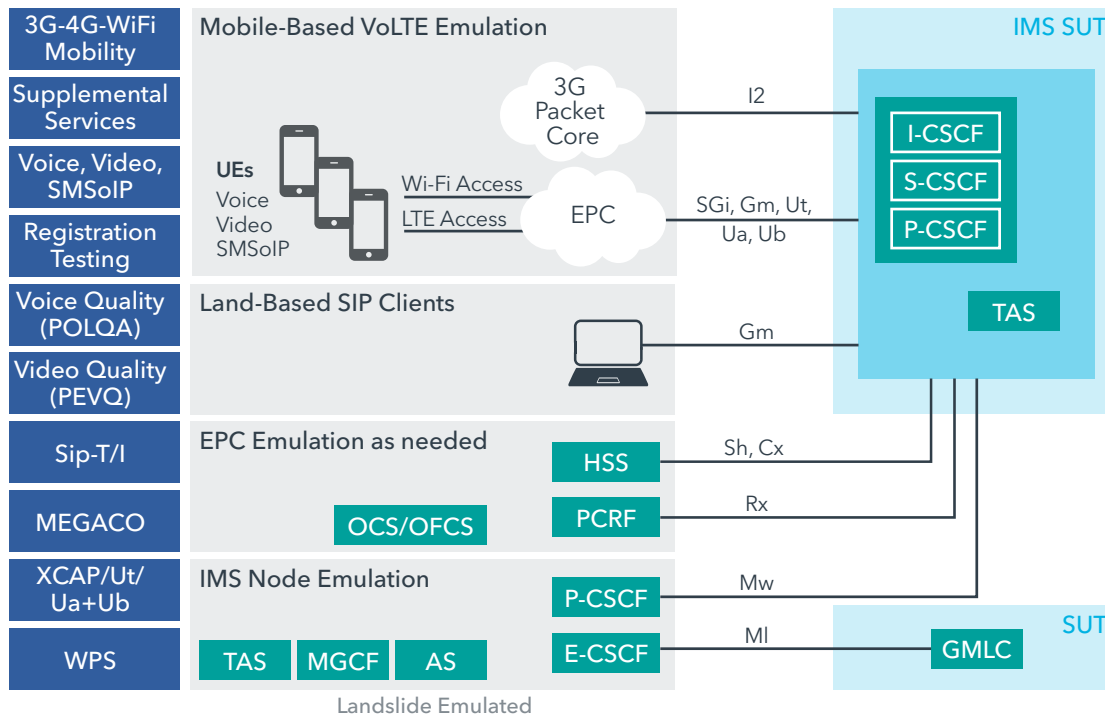 3G-4G-WiFi
Mobility
Supplemental
Services
Voice, Video,
SMSoIP
Registration
Testing
Voice Quality
(POLQA)
Video Quality
(PEVQ)
Sip-T/I
MEGACO
XCAP/Ut/
Ua+Ub
WPS
Mobile-Based VoLTE Emulation
3G
Packet
Core
UEs
Voice
Video
SMSoIP
Wi-Fi Access
LTE Access
EPC
I2
SGi, Gm, Ut,
Ua, Ub
Land-Based SIP Clients
Gm
EPC Emulation as needed
HSS
OCS/OFCS
PCRF
Sh, Cx
Rx
IMS Node Emulation
P-CSCF
TAS
MGCF
AS
E-CSCF
Mw
Ml
Landslide Emulated
IMS SUT
I-CSCF
S-CSCF
P-CSCF
TAS
SUT
GMLC